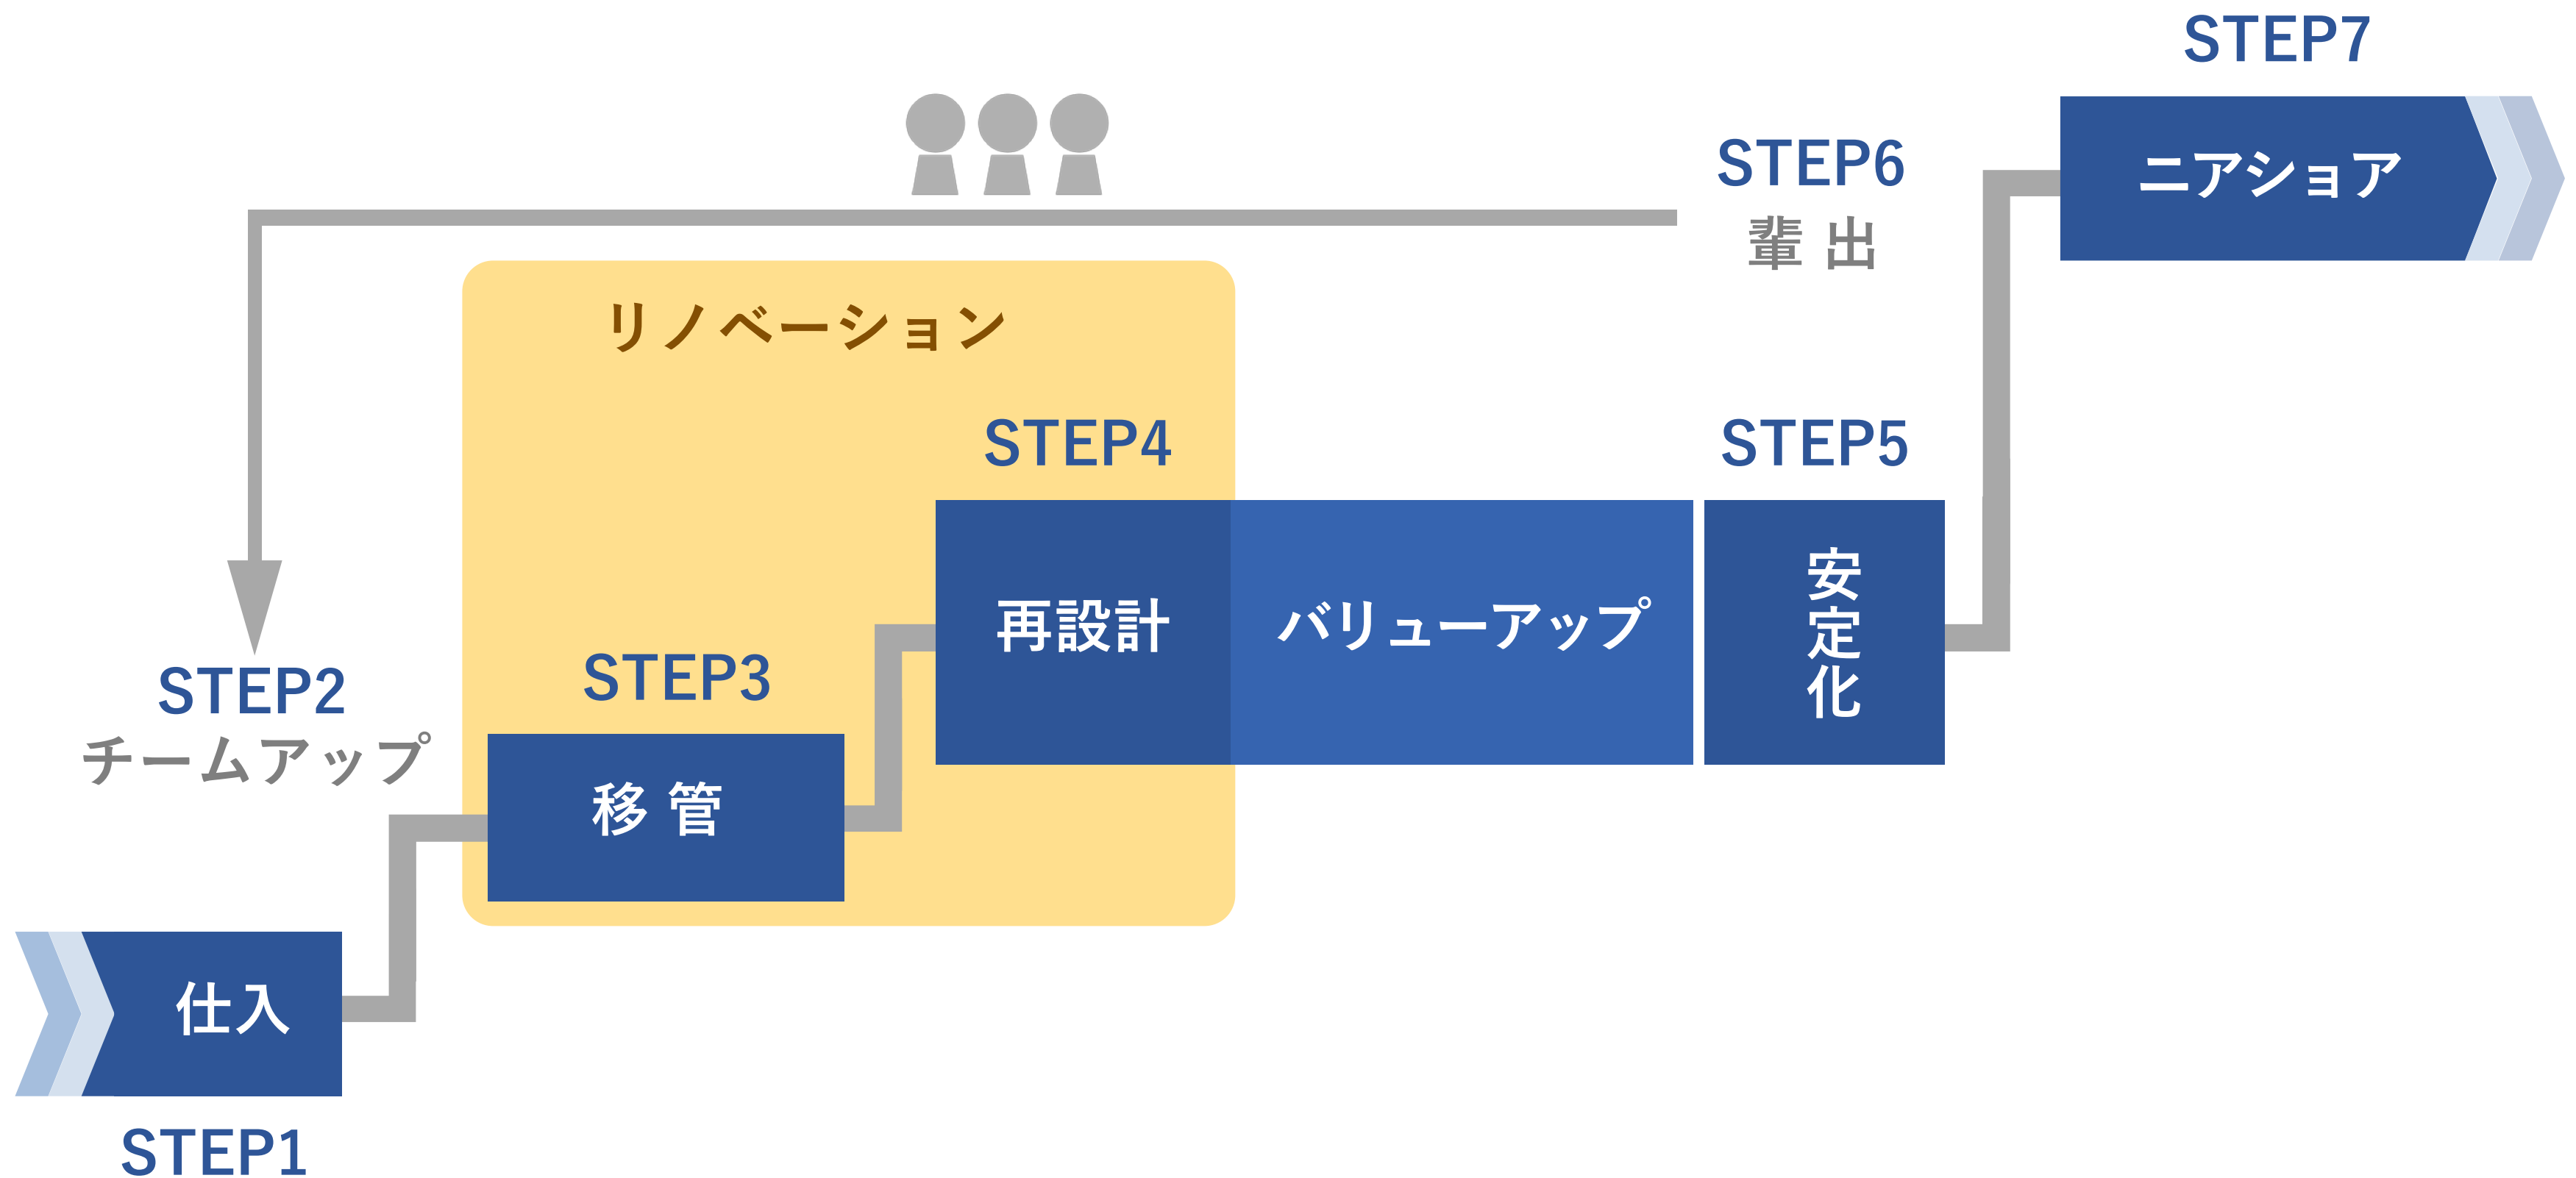 STEP7
ニアショア
STEP6
輩出
リノベーション
STEP4
再設計
バリューアップ
STEP5
安定化
STEP3
移管
STEP2
チームアップ
仕入
STEP1